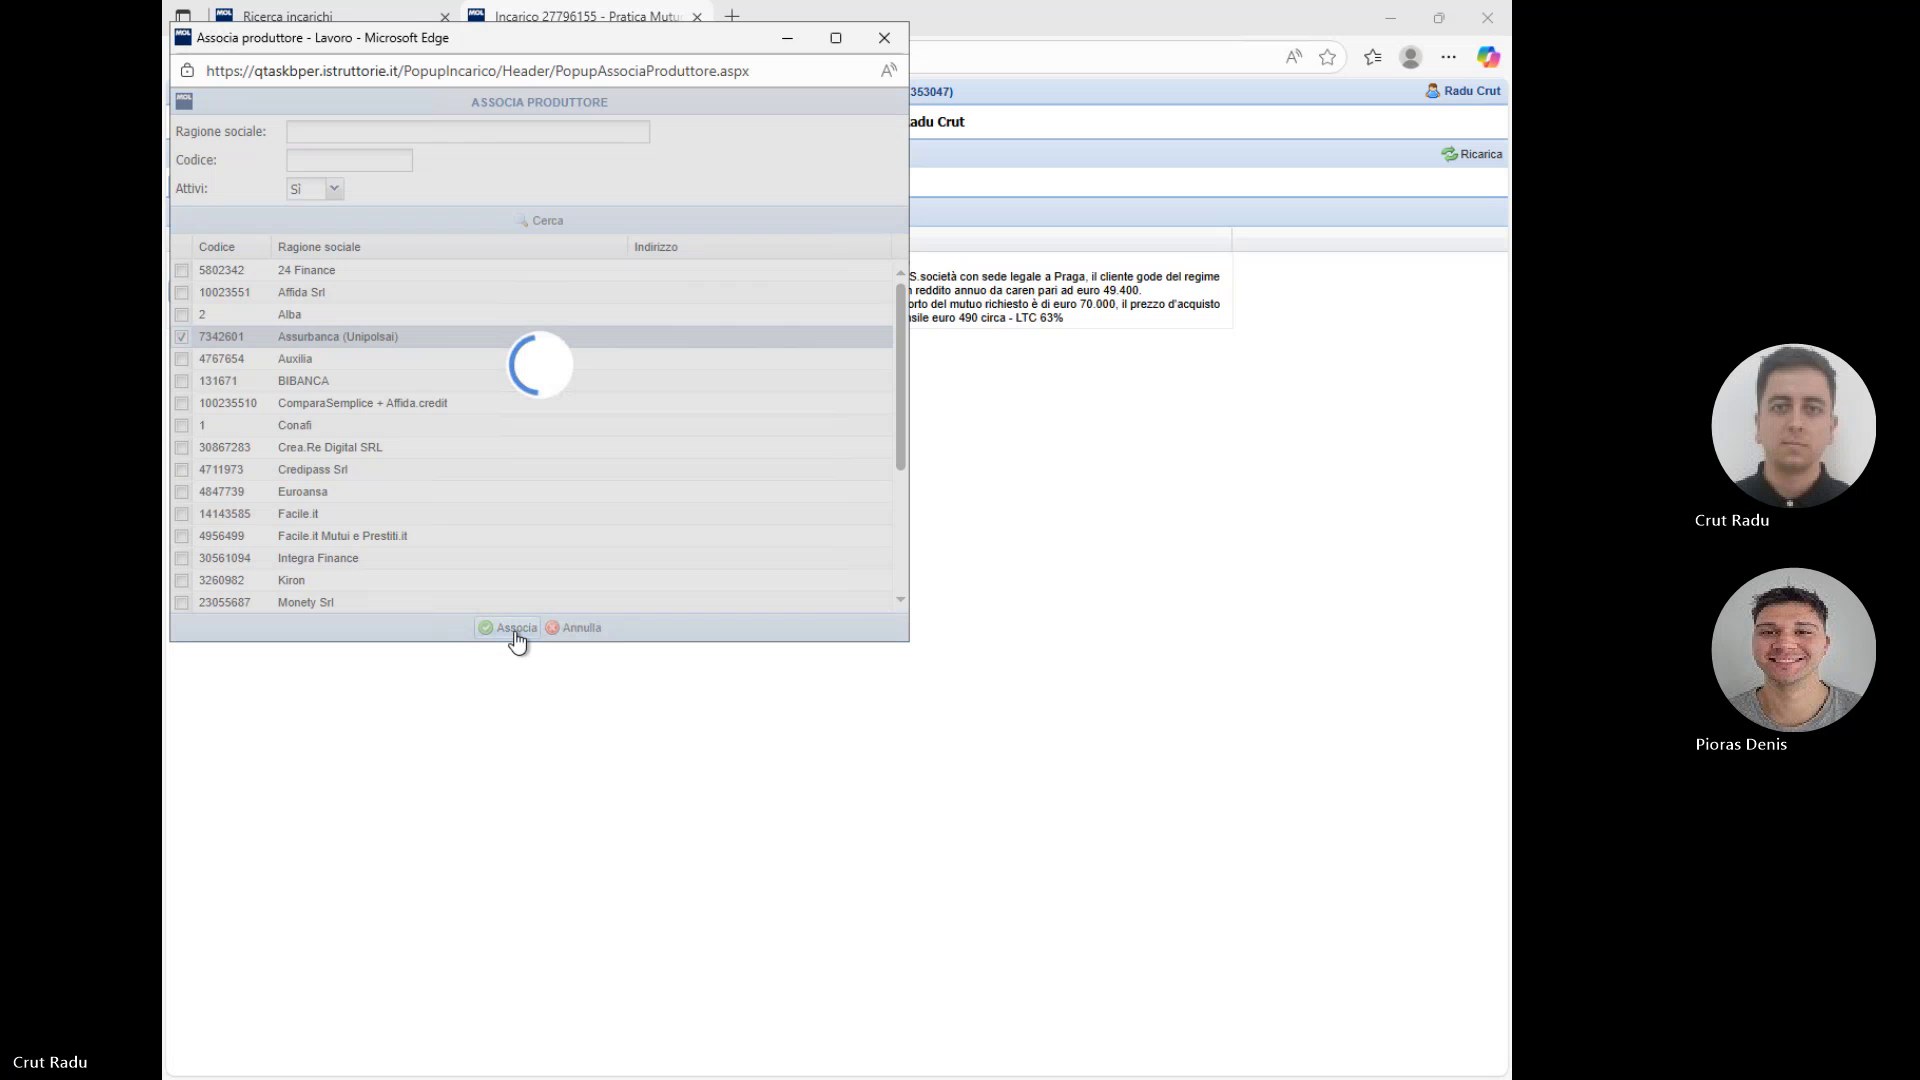 Ricerca incarichi
Incarico 27796155 - Pratica Mutu
MOL
Associa produttore - Lavoro - Microsoft Edge
https://qtaskbper.istruttorie.it/PopupIncarico/Header/PopupAssociaProduttore.aspx
353047)
Radu Crut
MOL
ASSOCIA PRODUTTORE
adu Crut
Ragione sociale:
Codice:
Ricarica
Attivi:
Sì
Cerca
Codice
Ragione sociale
Indirizzo
5802342 24 Finance
10023551 Affida Srl
2 Alba
7342601 Assurbanca (Unipolsai)
4767654 Auxilia
131671 BIBANCA
100235510 ComparaSemplice + Affida.credit
1 Conafi
30867283 Crea.Re Digital SRL
4711973 Credipass Srl
4847739 Euroansa
14143585 Facile.it
4956499 Facile.it Mutui e Prestiti.it
30561094 Integra Finance
3260982 Kiron
23055687 Monety Srl
Associa
Annulla
S.società con sede legale a Praga, il cliente gode del regime
reddito annuo da caren pari ad euro 49.400.
orto del mutuo richiesto è di euro 70.000, il prezzo d'acquisto
sile euro 490 circa - LTC 63%
Crut Radu
Pioras Denis
Crut Radu